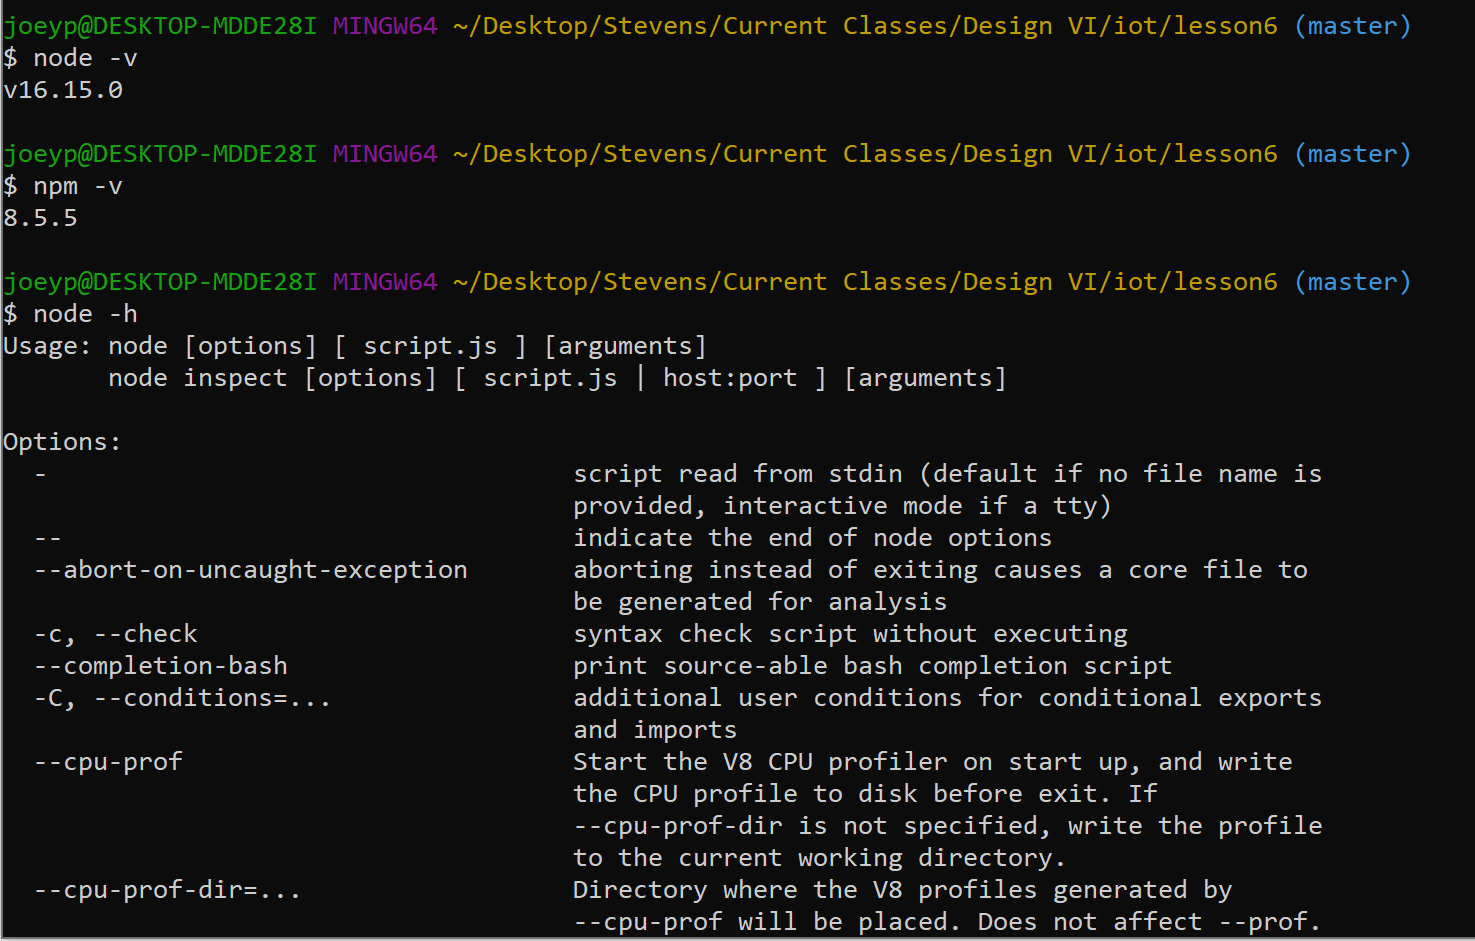 joeyp@DESKTOP-MDDE28I MINGW64 ~/Desktop/Stevens/Current Classes/Design VI/iot/lesson6 (master)
$ node -v
v16.15.0
joeyp@DESKTOP-MDDE28I MINGW64 ~/Desktop/Stevens/Current Classes/Design VI/iot/lesson6 (master)
$ npm -v
8.5.5
joeyp@DESKTOP-MDDE28I MINGW64 ~/Desktop/Stevens/Current Classes/Design VI/iot/lesson6 (master)
$ node -h
Usage: node [options] [ script.js ] [arguments]
       node inspect [options] [ script.js | host:port ] [arguments]
Options:
  -                                   script read from stdin (default if no file name is
                                      provided, interactive mode if a tty)
  --                                  indicate the end of node options
  --abort-on-uncaught-exception       aborting instead of exiting causes a core file to
                                      be generated for analysis
  -c, --check                         syntax check script without executing
  --completion-bash                   print source-able bash completion script
  -C, --conditions=...                additional user conditions for conditional exports
                                      and imports
  --cpu-prof                          Start the V8 CPU profiler on start up, and write
                                      the CPU profile to disk before exit. If
                                      --cpu-prof-dir is not specified, write the profile
                                      to the current working directory.
  --cpu-prof-dir=...                  Directory where the V8 profiles generated by
                                      --cpu-prof will be placed. Does not affect --prof.